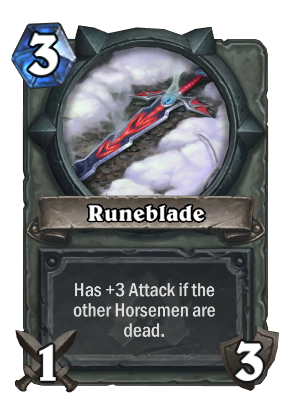 3
Runeblade
Has +3 Attack if the
other Horsemen are
dead.
1
3